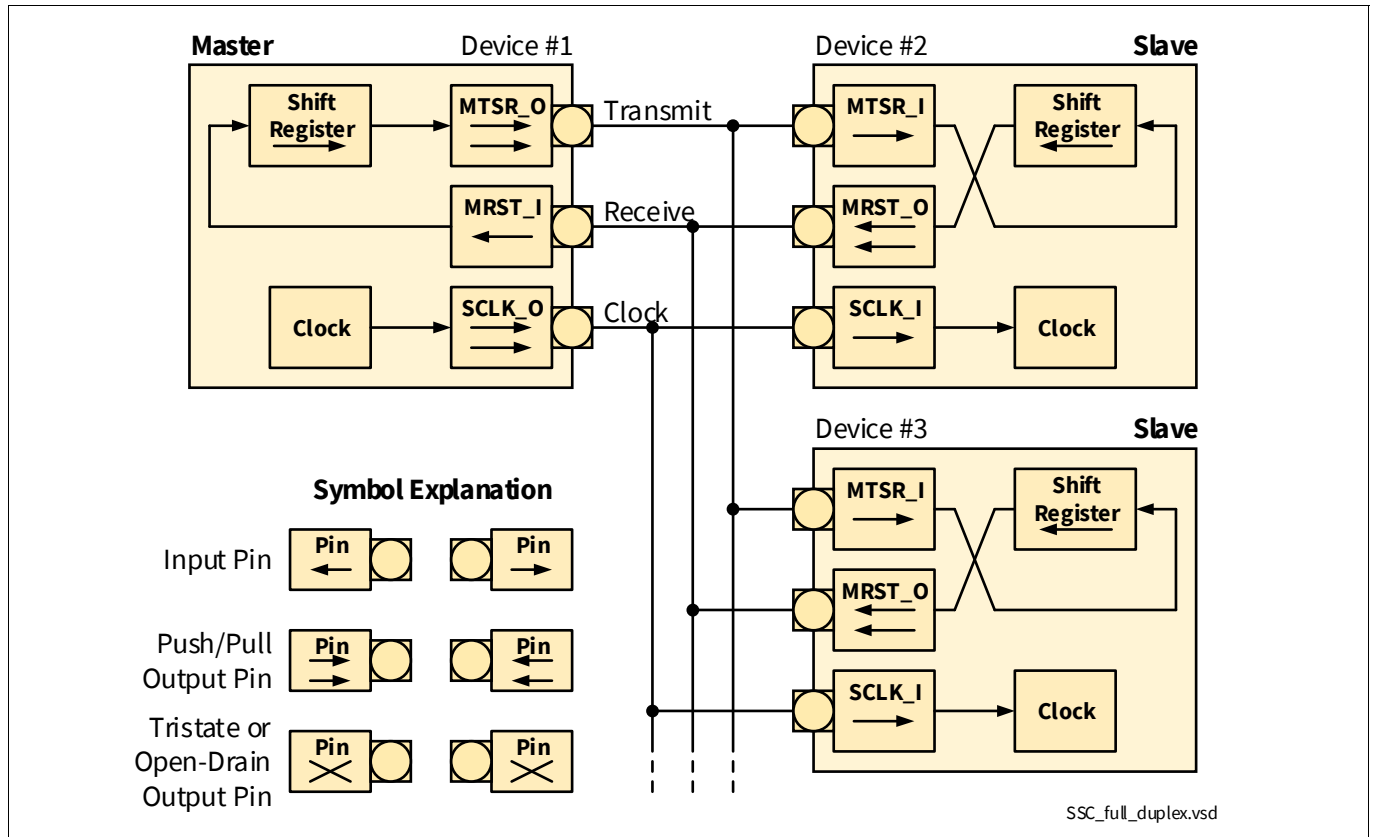 Master Device #1
Shift
Register
MTSR_O
MRST_I
Clock
SCLK_O
Transmit
Receive
Clock
Device #2 Slave
MTSR_I
Shift
Register
MRST_O
SCLK_I
Clock
Device #3 Slave
MTSR_I
Shift
Register
MRST_O
SCLK_I
Clock
Symbol Explanation
Input Pin
Pin
Pin
Push/Pull
Output Pin
Pin
Pin
Tristate or
Open-Drain
Output Pin
Pin
Pin
SSC_full_duplex.vsd